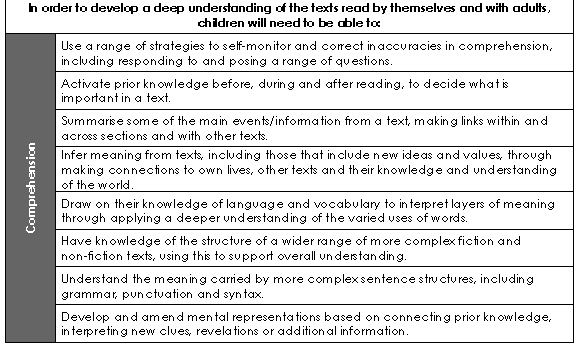 In order to develop a deep understanding of the texts read by themselves and with adults,
children will need to be able to:
Comprehension
Use a range of strategies to self-monitor and correct inaccuracies in comprehension,
including responding to and posing a range of questions.
Activate prior knowledge before, during and after reading, to decide what is
important in a text.
Summarise some of the main events/information from a text, making links within and
across sections and with other texts.
Infer meaning from texts, including those that include new ideas and values, through
making connections to own lives, other texts and their knowledge and understanding
of the world.
Draw on their knowledge of language and vocabulary to interpret layers of meaning
through applying a deeper understanding of the varied uses of words.
Have knowledge of the structure of a wider range of more complex fiction and
non-fiction texts, using this to support overall understanding.
Understand the meaning carried by more complex sentence structures, including
grammar, punctuation and syntax.
Develop and amend mental representations based on connecting prior knowledge,
interpreting new clues, revelations or additional information.